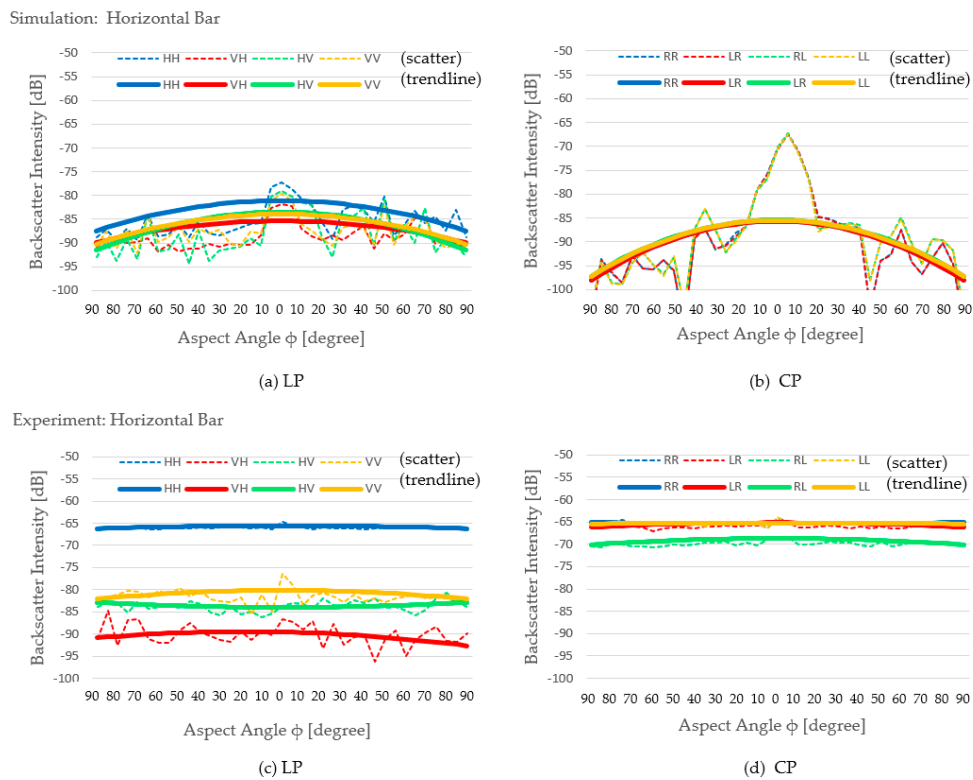 Simulation: Horizontal Bar
-50
-55
-60
-65
-70
-75
-80
-85
-90
-95
-100
Backscatter Intensity [dB]
HH VH HV VV (scatter)
HH VH HV VV (trendline)
90 80 70 60 50 40 30 20 10 0 10 20 30 40 50 60 70 80 90
Aspect Angle ϕ [degree]
(a) LP
-50
-55
-60
-65
-70
-75
-80
-85
-90
-95
-100
Backscatter Intensity [dB]
RR LR RL LL (scatter)
RR LR LR LL (trendline)
90 80 70 60 50 40 30 20 10 0 10 20 30 40 50 60 70 80 90
Aspect Angle ϕ [degree]
(b) CP
Experiment: Horizontal Bar
-50
-55
-60
-65
-70
-75
-80
-85
-90
-95
-100
Backscatter Intensity [dB]
HH VH HV VV (scatter)
HH VH HV VV (trendline)
90 80 70 60 50 40 30 20 10 0 10 20 30 40 50 60 70 80 90
Aspect Angle ϕ [degree]
(c) LP
-50
-55
-60
-65
-70
-75
-80
-85
-90
-95
-100
Backscatter Intensity [dB]
RR LR RL LL (scatter)
RR LR RL LL (trendline)
90 80 70 60 50 40 30 20 10 0 10 20 30 40 50 60 70 80 90
Aspect Angle ϕ [degree]
(d) CP